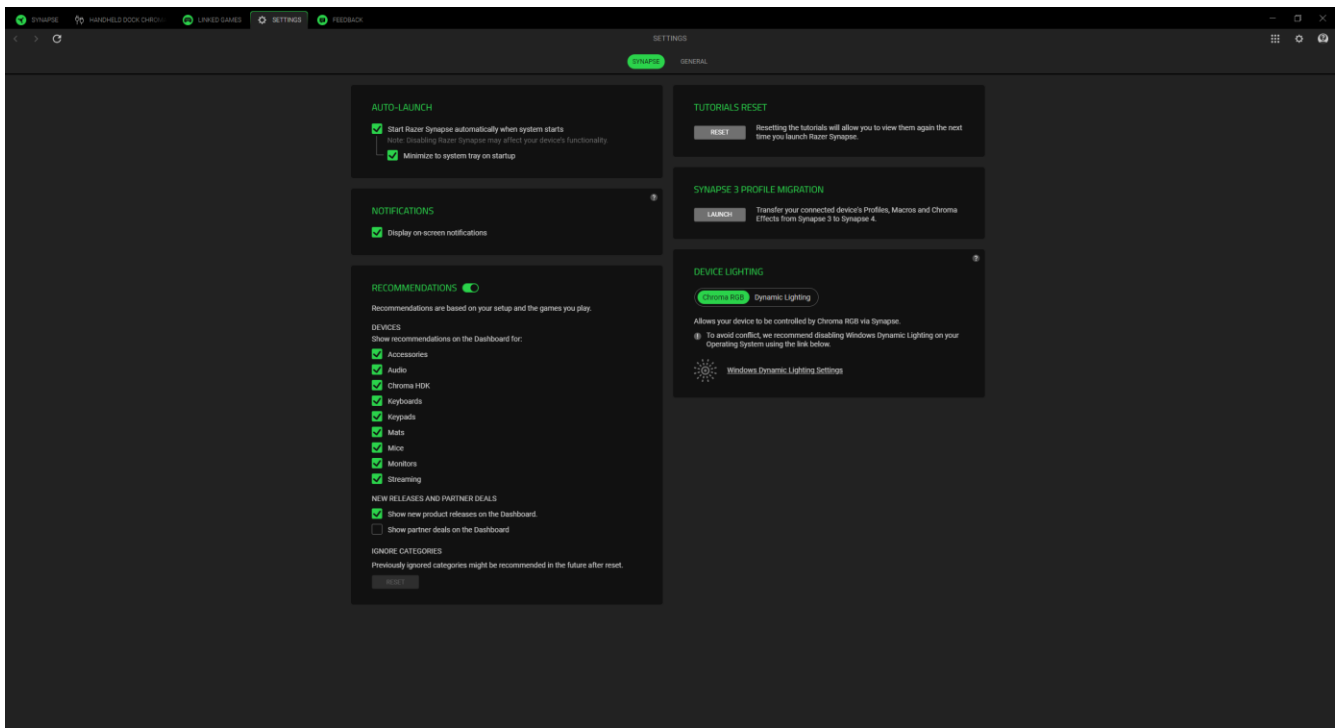 SYNAPSE
HANDHELD DOCK CHROM
LINKED GAMES
SETTINGS
FEEDBACK
SETTINGS
SYNAPSE
GENERAL
AUTO-LAUNCH
Start Razer Synapse automatically when system starts
Note: Disabling Razer Synapse may affect your device's functionality.
Minimize to system tray on startup
NOTIFICATIONS
Display on-screen notifications
RECOMMENDATIONS
Recommendations are based on your setup and the games you play.
DEVICES
Show recommendations on the Dashboard for:
Accessories
Audio
Chroma HDK
Keyboards
Keypads
Mats
Mice
Monitors
Streaming
NEW RELEASES AND PARTNER DEALS
Show new product releases on the Dashboard.
Show partner deals on the Dashboard
IGNORE CATEGORIES
Previously ignored categories might be recommended in the future after reset.
RESET
TUTORIALS RESET
RESET
Resetting the tutorials will allow you to view them again the next
time you launch Razer Synapse.
SYNAPSE 3 PROFILE MIGRATION
LAUNCH
Transfer your connected device's Profiles, Macros and Chroma
Effects from Synapse 3 to Synapse 4.
DEVICE LIGHTING
Chroma RGB
Dynamic Lighting
Allows your device to be controlled by Chroma RGB via Synapse.
To avoid conflict, we recommend disabling Windows Dynamic Lighting on your
Operating System using the link below.
Windows Dynamic Lighting Settings